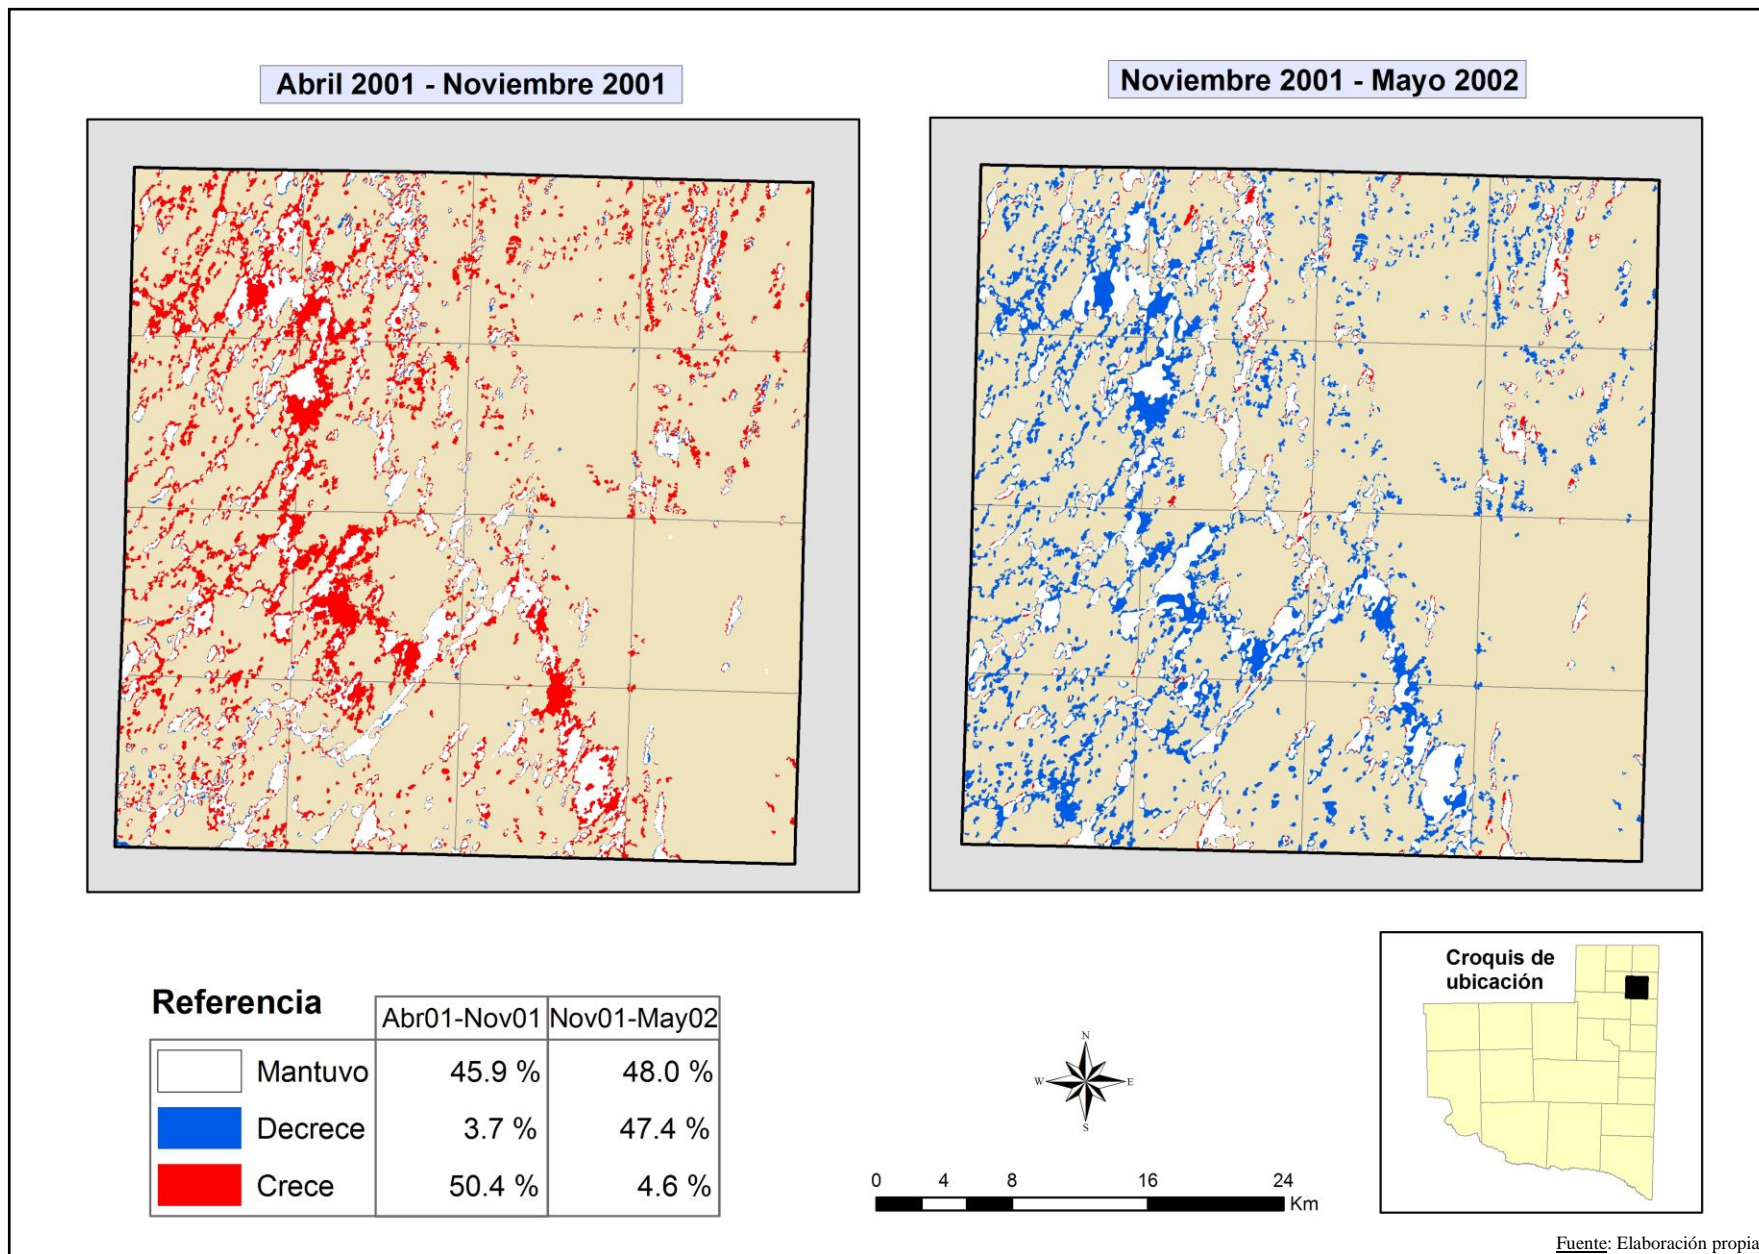 Abril 2001 - Noviembre 2001
Noviembre 2001 - Mayo 2002
Referencia
Abr01-Nov01 Nov01-May02
Mantuvo 45.9 % 48.0 %
Decrece 3.7 % 47.4 %
Crece 50.4 % 4.6 %
N
W E
S
0 4 8 16 24
Km
Croquis de
ubicación
Fuente: Elaboración propia